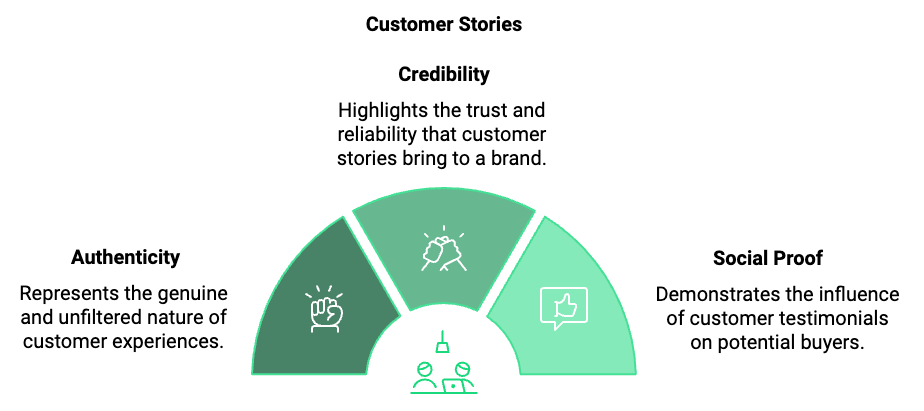 Customer Stories
Credibility
Highlights the trust and
reliability that customer
stories bring to a brand.
Authenticity
Represents the genuine
and unfiltered nature of
customer experiences.
Social Proof
Demonstrates the influence
of customer testimonials
on potential buyers.